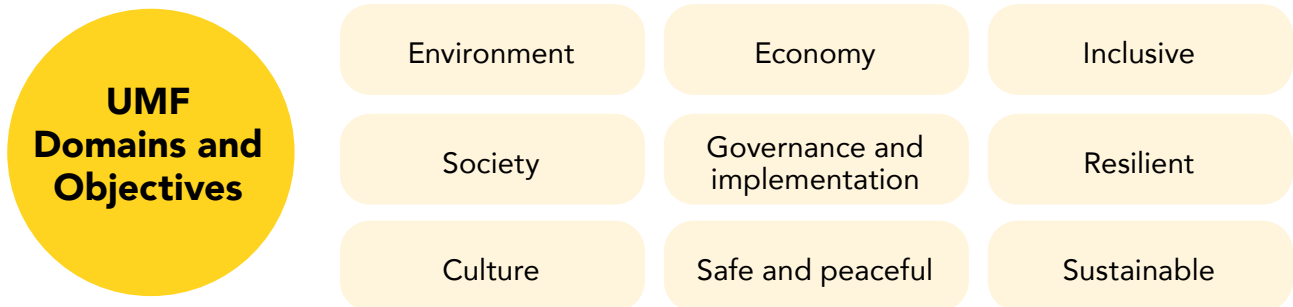 UMF
Domains and
Objectives
Environment
Economy
Inclusive
Society
Governance and
implementation
Resilient
Culture
Safe and peaceful
Sustainable